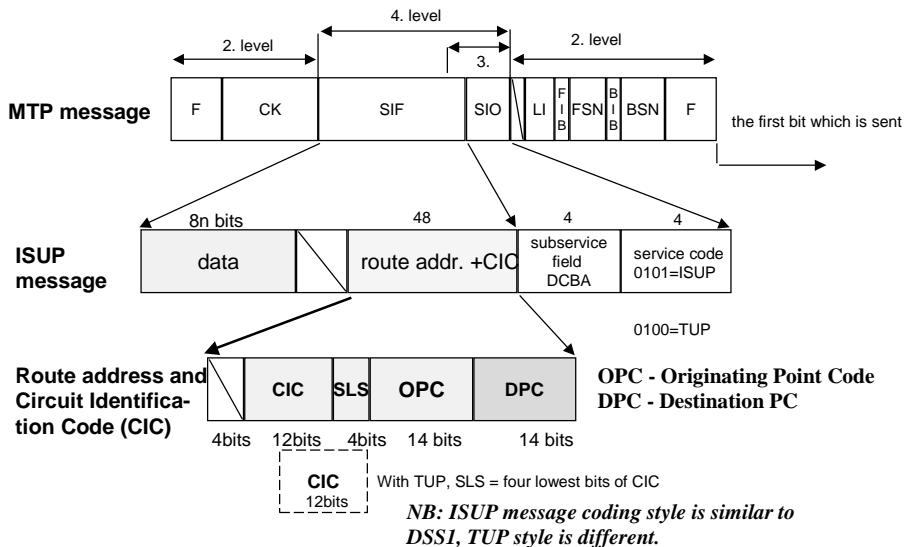 4. level
2. level
2. level
3.
MTP message
F CK SIF SIO LI FIB FSN BIB BSN F
the first bit which is sent
8n bits 48 4 4
ISUP
message
data
route addr. +CIC
subservice
field
DCBA
service code
0101=ISUP
0100=TUP
Route address and
Circuit Identifica-
tion Code (CIC)
CIC SLS OPC DPC
OPC - Originating Point Code
DPC - Destination PC
4bits 12bits 4bits 14 bits 14 bits
CIC
12bits
With TUP, SLS = four lowest bits of CIC
NB: ISUP message coding style is similar to
DSS1, TUP style is different.